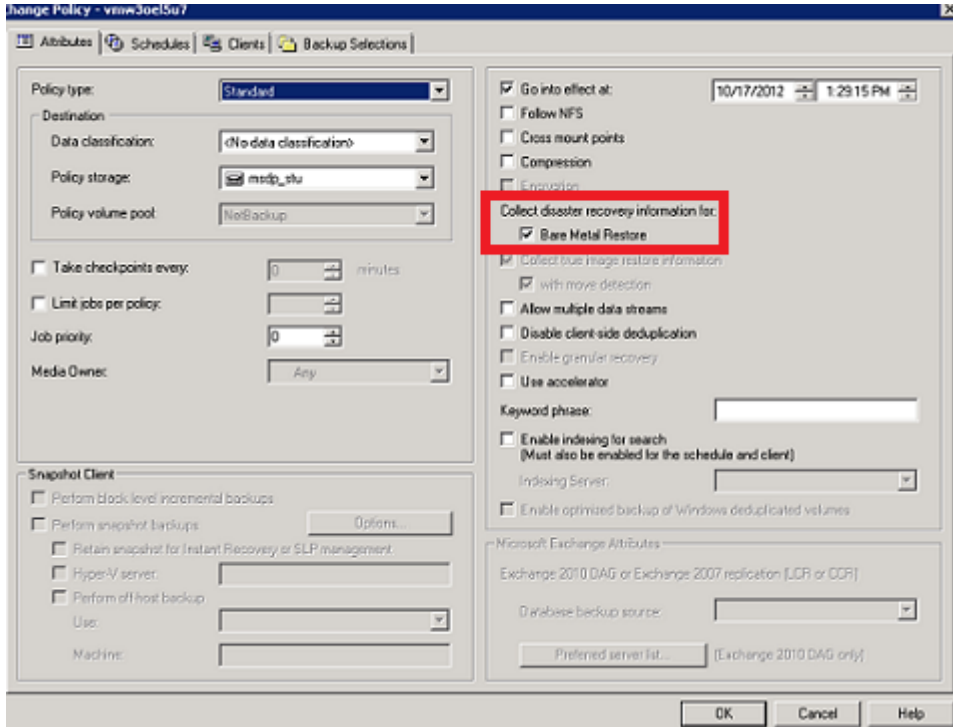 hange Policy - vmw3oel5u7
Attributes Schedules Clients Backup Selections
Policy type: Standard
Destination
Data classification: <No data classification>
Policy storage: msdp_stu
Policy volume pool: NetBackup
Take checkpoints every: 0 minutes
Limit jobs per policy:
Job priority: 0
Media Owner: Any
Snapshot Client
Perform block level incremental backups
Perform snapshot backups Options...
Retain snapshot for Instant Recovery or SLP management
Hyper-V server:
Perform off-host backup
Use:
Machine:
Go into effect at: 10/17/2012 1:29:15 PM
Follow NFS
Cross mount points
Compression
Encryption
Collect disaster recovery information for:
Bare Metal Restore
Collect true image restore information
with move detection
Allow multiple data streams
Disable client-side deduplication
Enable granular recovery
Use accelerator
Keyword phrase:
Enable indexing for search
(Must also be enabled for the schedule and client)
Indexing Server:
Enable optimized backup of Windows deduplicated volumes
Microsoft Exchange Attributes
Exchange 2010 DAG or Exchange 2007 replication (LCR or CCR)
Database backup source:
Preferred server list... (Exchange 2010 DAG only)
OK Cancel Help